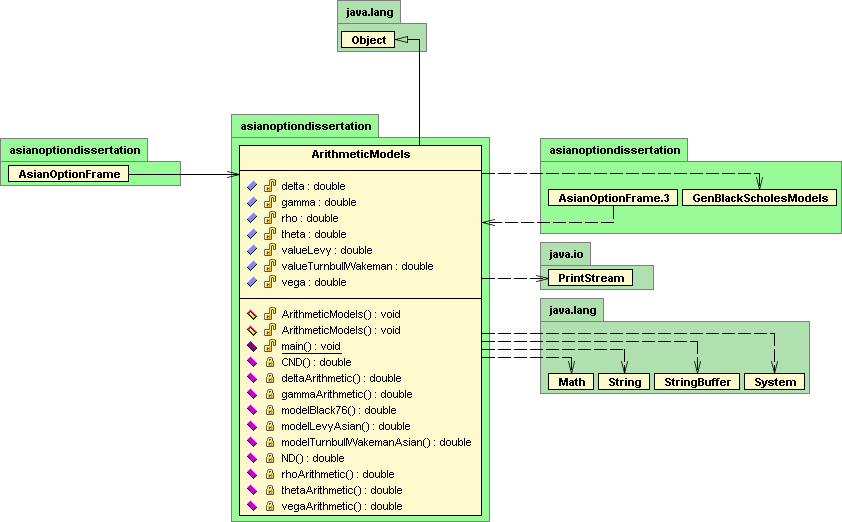 java.lang
Object
asianoptiondissertation
AsianOptionFrame
asianoptiondissertation
ArithmeticModels
delta : double
gamma : double
rho : double
theta : double
valueLevy : double
valueTurnbullWakeman : double
vega : double
ArithmeticModels() : void
ArithmeticModels() : void
main() : void
CND() : double
deltaArithmetic() : double
gammaArithmetic() : double
modelBlack76() : double
modelLevyAsian() : double
modelTurnbullWakemanAsian() : double
ND() : double
rhoArithmetic() : double
thetaArithmetic() : double
vegaArithmetic() : double
asianoptiondissertation
AsianOptionFrame.3 GenBlackScholesModels
java.io
PrintStream
java.lang
Math String StringBuffer System